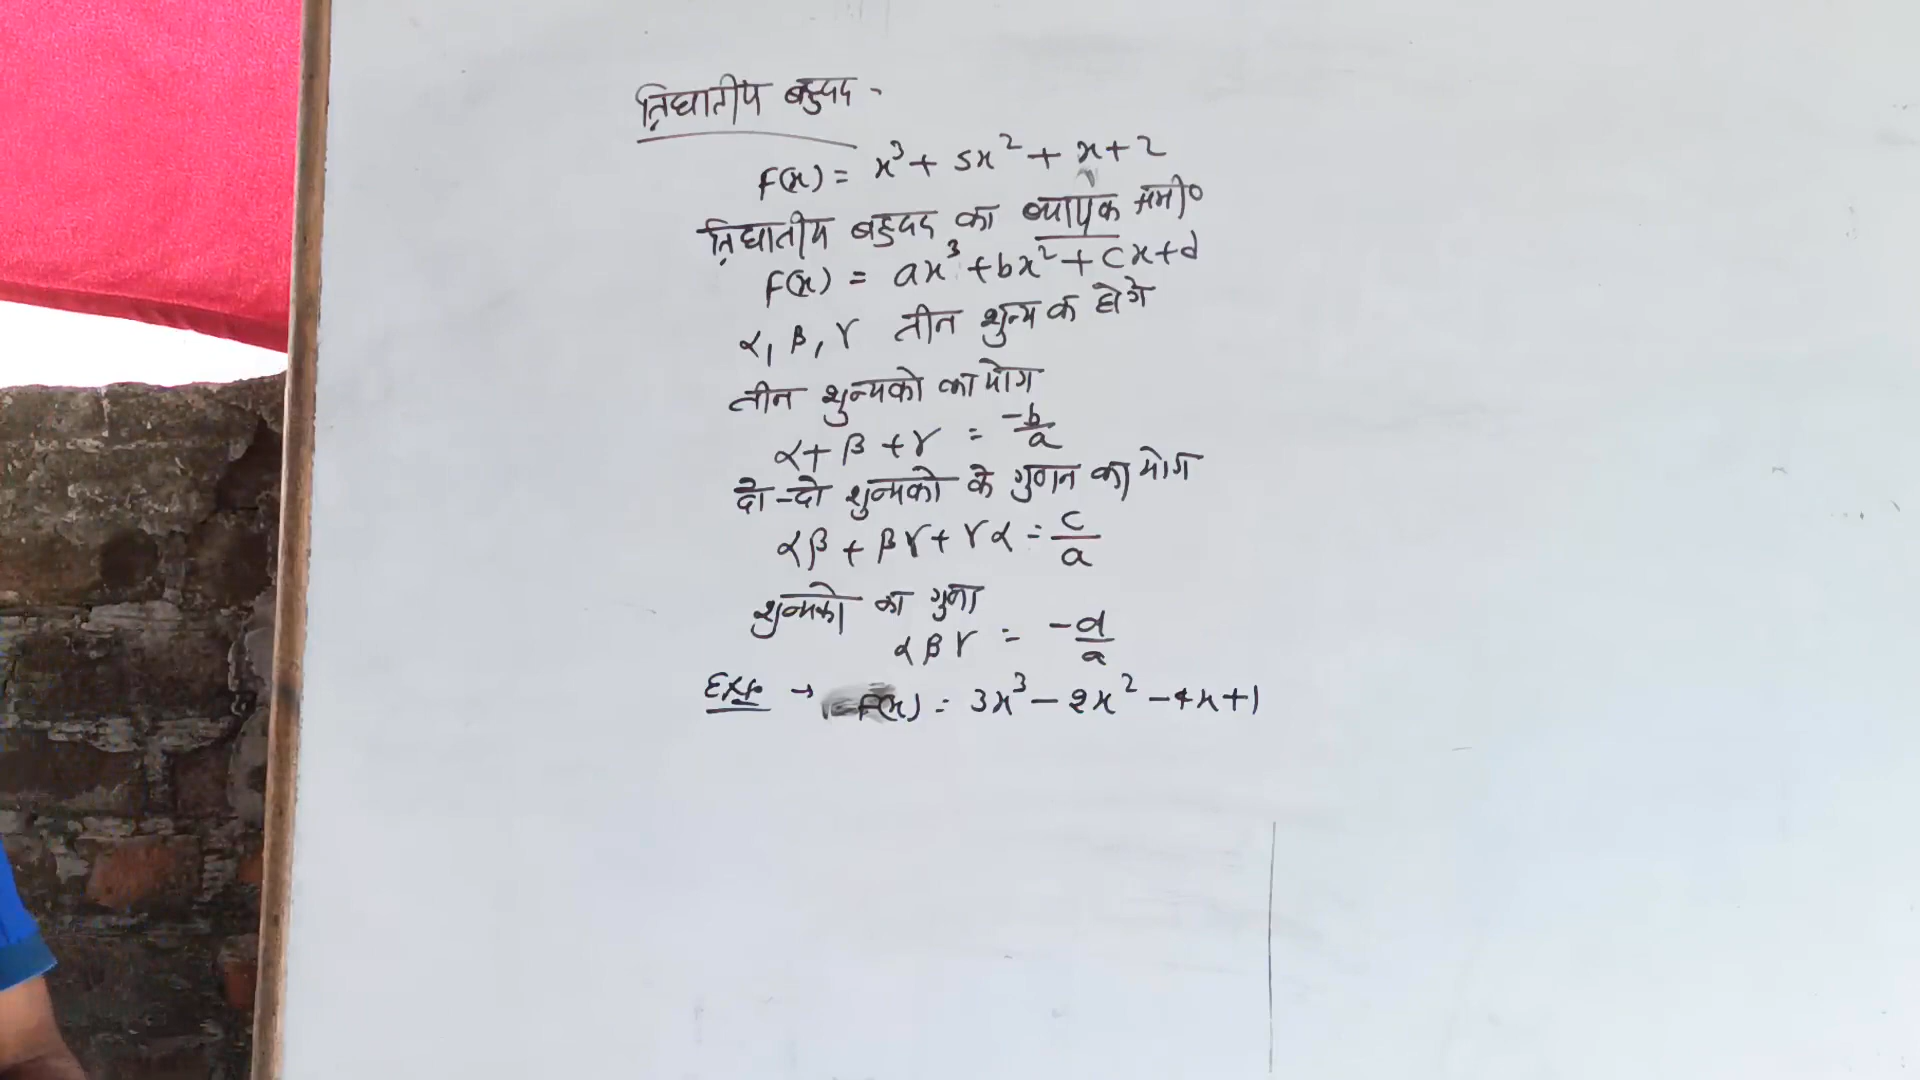 त्रिघातीय बहुपद -
F(x) = x³ + 5x² + x + 2
त्रिघातीय बहुपद का व्यापक समी०
F(x) = ax³ + bx² + cx + d
α, β, γ तीन शुन्यक होगे
तीन शुन्यको का योग
α + β + γ = -b/a
दो-दो शुन्यको के गुणन का योग
αβ + βγ + γα = c/a
शुन्यको का गुणा
αβγ = -d/a
→ F(x) = 3x³ - 2x² - 4x + 1